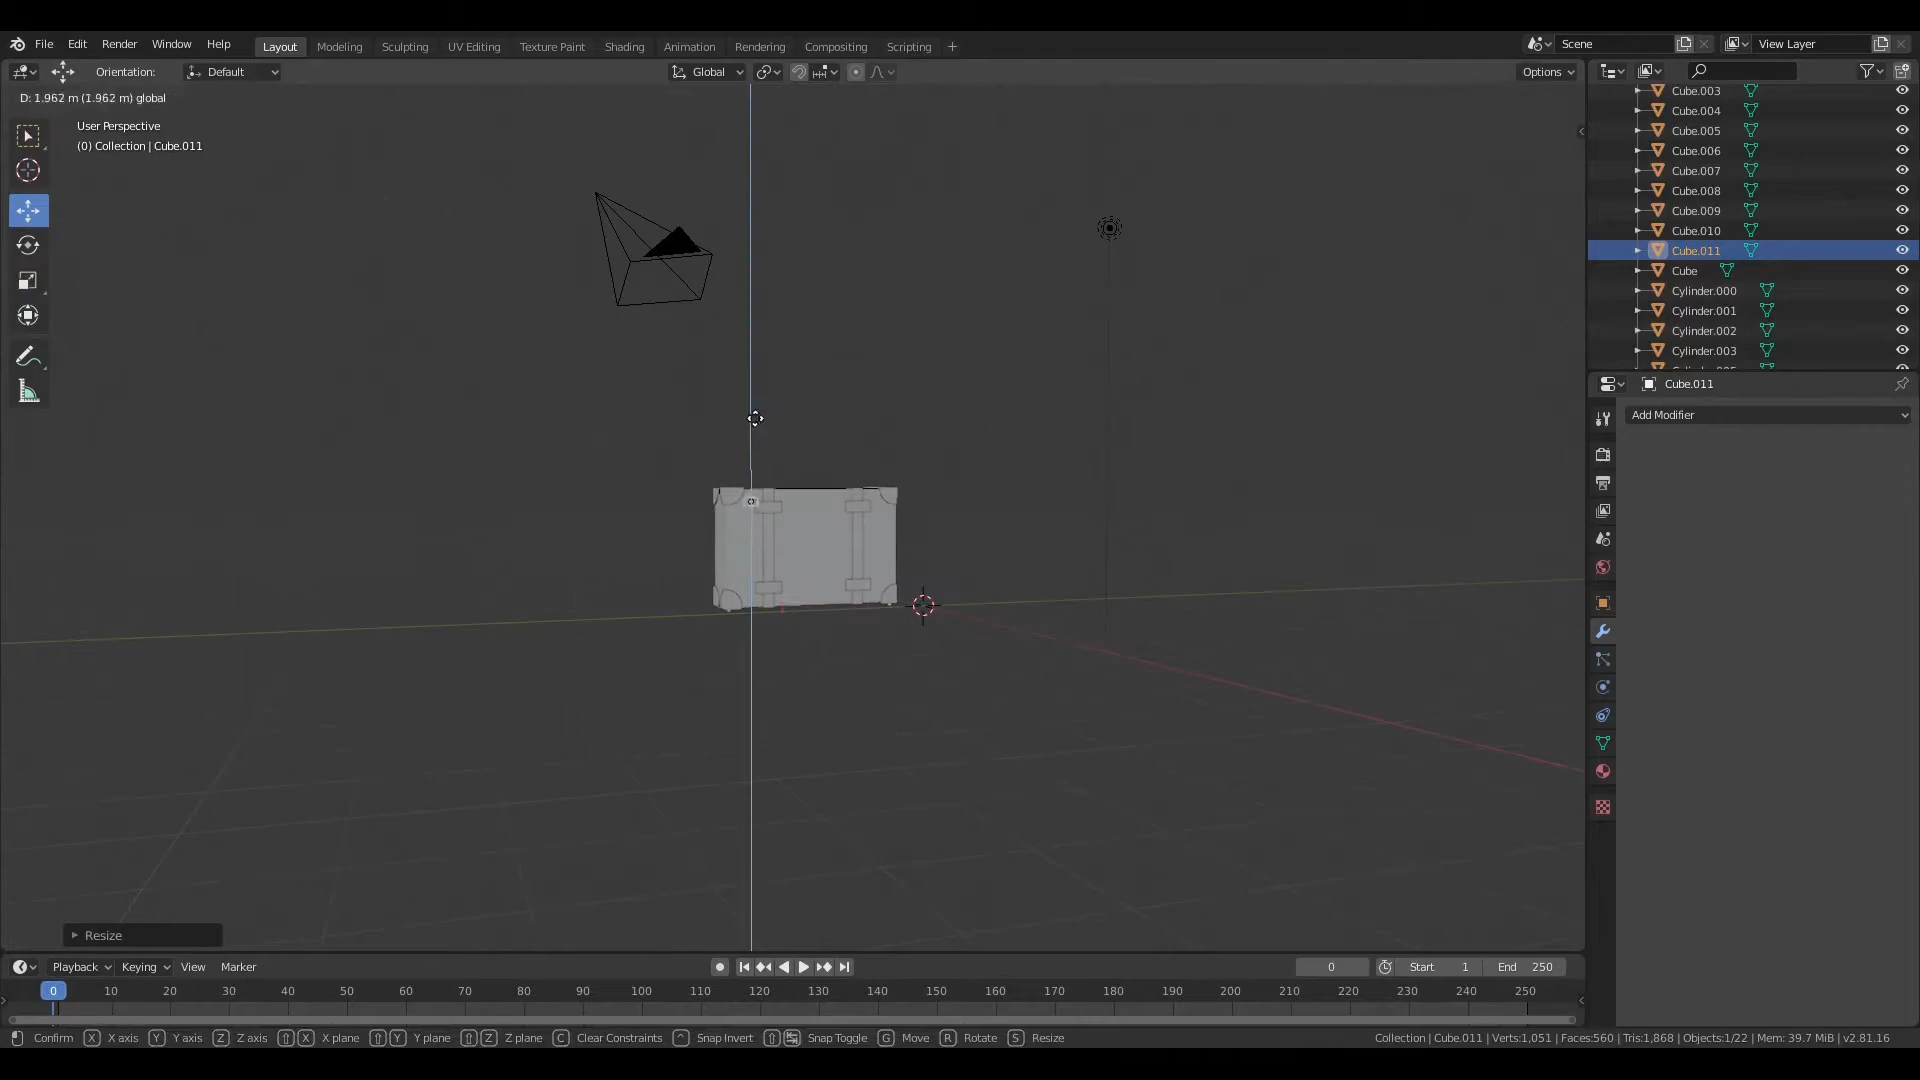 File Edit Render Window Help Layout Modeling Sculpting UV Editing Texture Paint Shading Animation Rendering Compositing Scripting + Scene View Layer
Orientation: Default Global Options
D: 1.962 m (1.962 m) global
User Perspective
(0) Collection | Cube.011
Cube.003
Cube.004
Cube.005
Cube.006
Cube.007
Cube.008
Cube.009
Cube.010
Cube.011
Cube
Cylinder.000
Cylinder.001
Cylinder.002
Cylinder.003
Cube.011
Add Modifier
Resize
Playback Keying View Marker 0 Start 1 End 250
0 10 20 30 40 50 60 70 80 90 100 110 120 130 140 150 160 170 180 190 200 210 220 230 240 250
Confirm X X axis Y Y axis Z Z axis X X plane Y Y plane Z Z plane C Clear Constraints ^ Snap Invert Snap Toggle G Move R Rotate S Resize Collection | Cube.011 | Verts:1,051 | Faces:560 | Tris:1,868 | Objects:1/22 | Mem: 39.7 MiB | v2.81.16